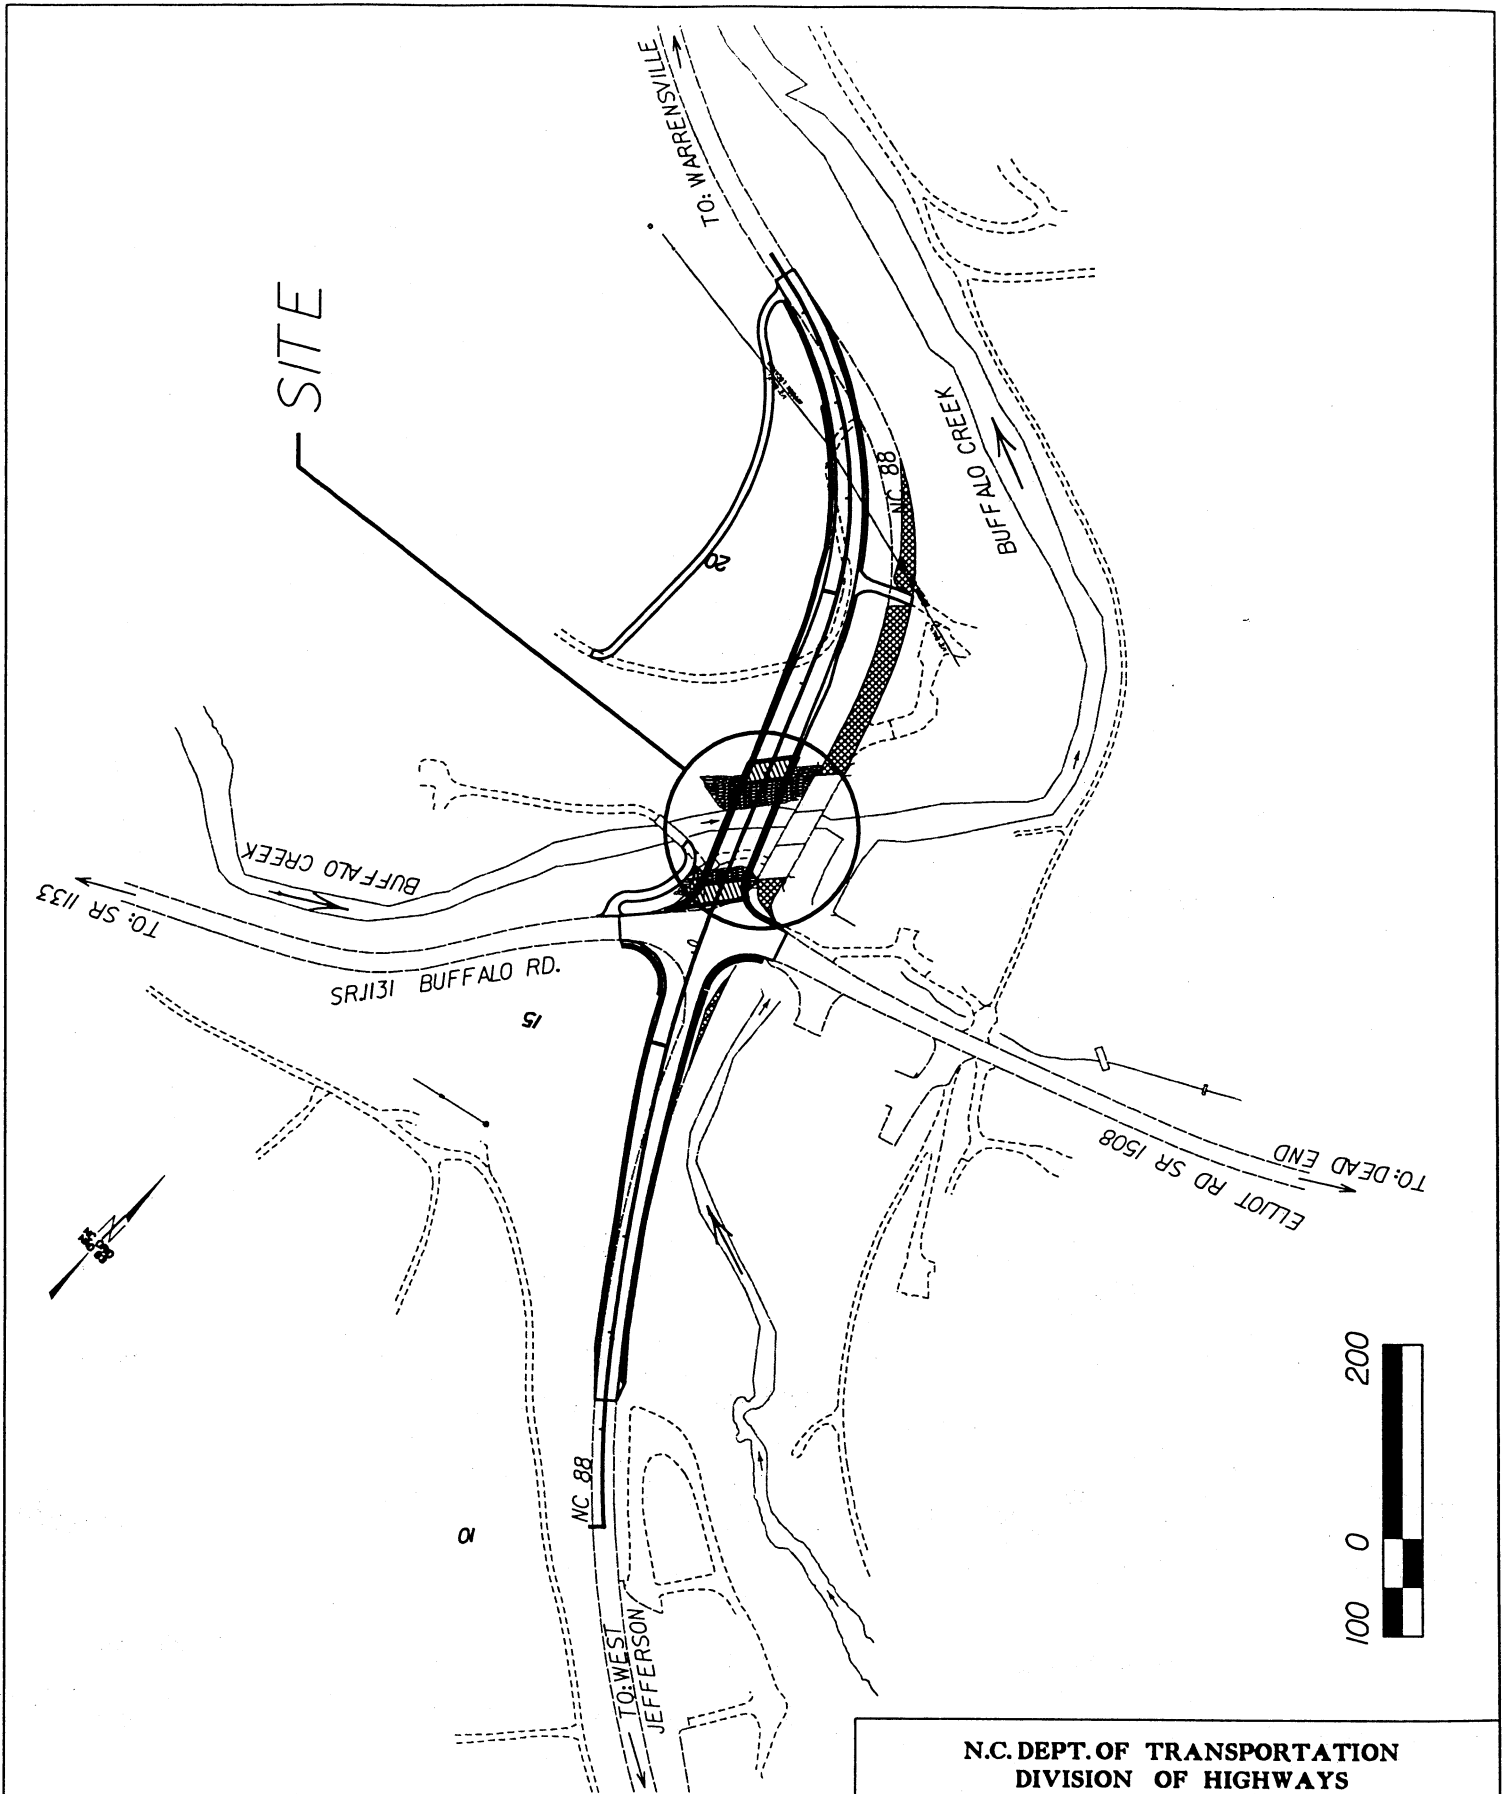 TO: WARRENSVILLE
SITE
BUFFALO CREEK
NC 88
20
BUFFALO CREEK
TO: SR 1133
SR1131 BUFFALO RD.
15
ELLIOT RD SR 1508
TO: DEAD END
200
0
100
NC 88
10
TO: WEST
JEFFERSON
N.C. DEPT. OF TRANSPORTATION
DIVISION OF HIGHWAYS